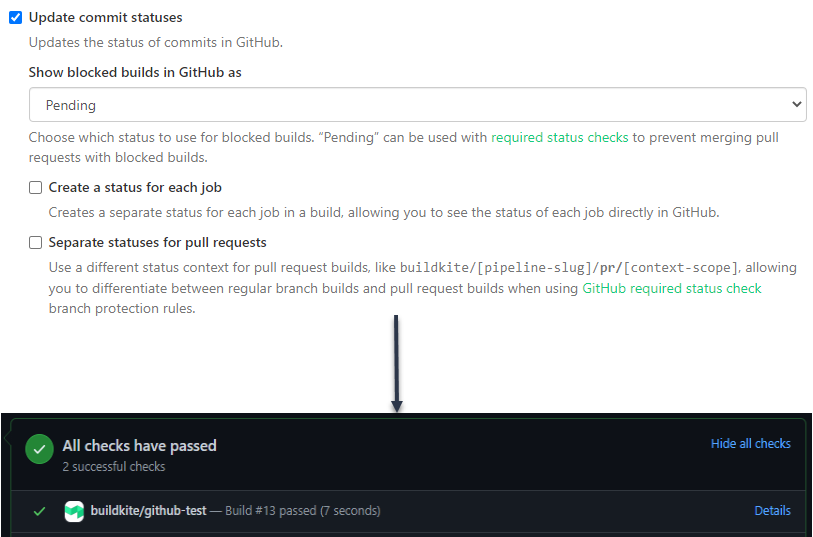 Update commit statuses
Updates the status of commits in GitHub.
Show blocked builds in GitHub as
Pending
Choose which status to use for blocked builds. “Pending” can be used with required status checks to prevent merging pull
requests with blocked builds.
Create a status for each job
Creates a separate status for each job in a build, allowing you to see the status of each job directly in GitHub.
Separate statuses for pull requests
Use a different status context for pull request builds, like buildkite/[pipeline-slug]/pr/[context-scope], allowing
you to differentiate between regular branch builds and pull request builds when using GitHub required status check
branch protection rules.
All checks have passed
Hide all checks
2 successful checks
buildkite/github-test — Build #13 passed (7 seconds)
Details